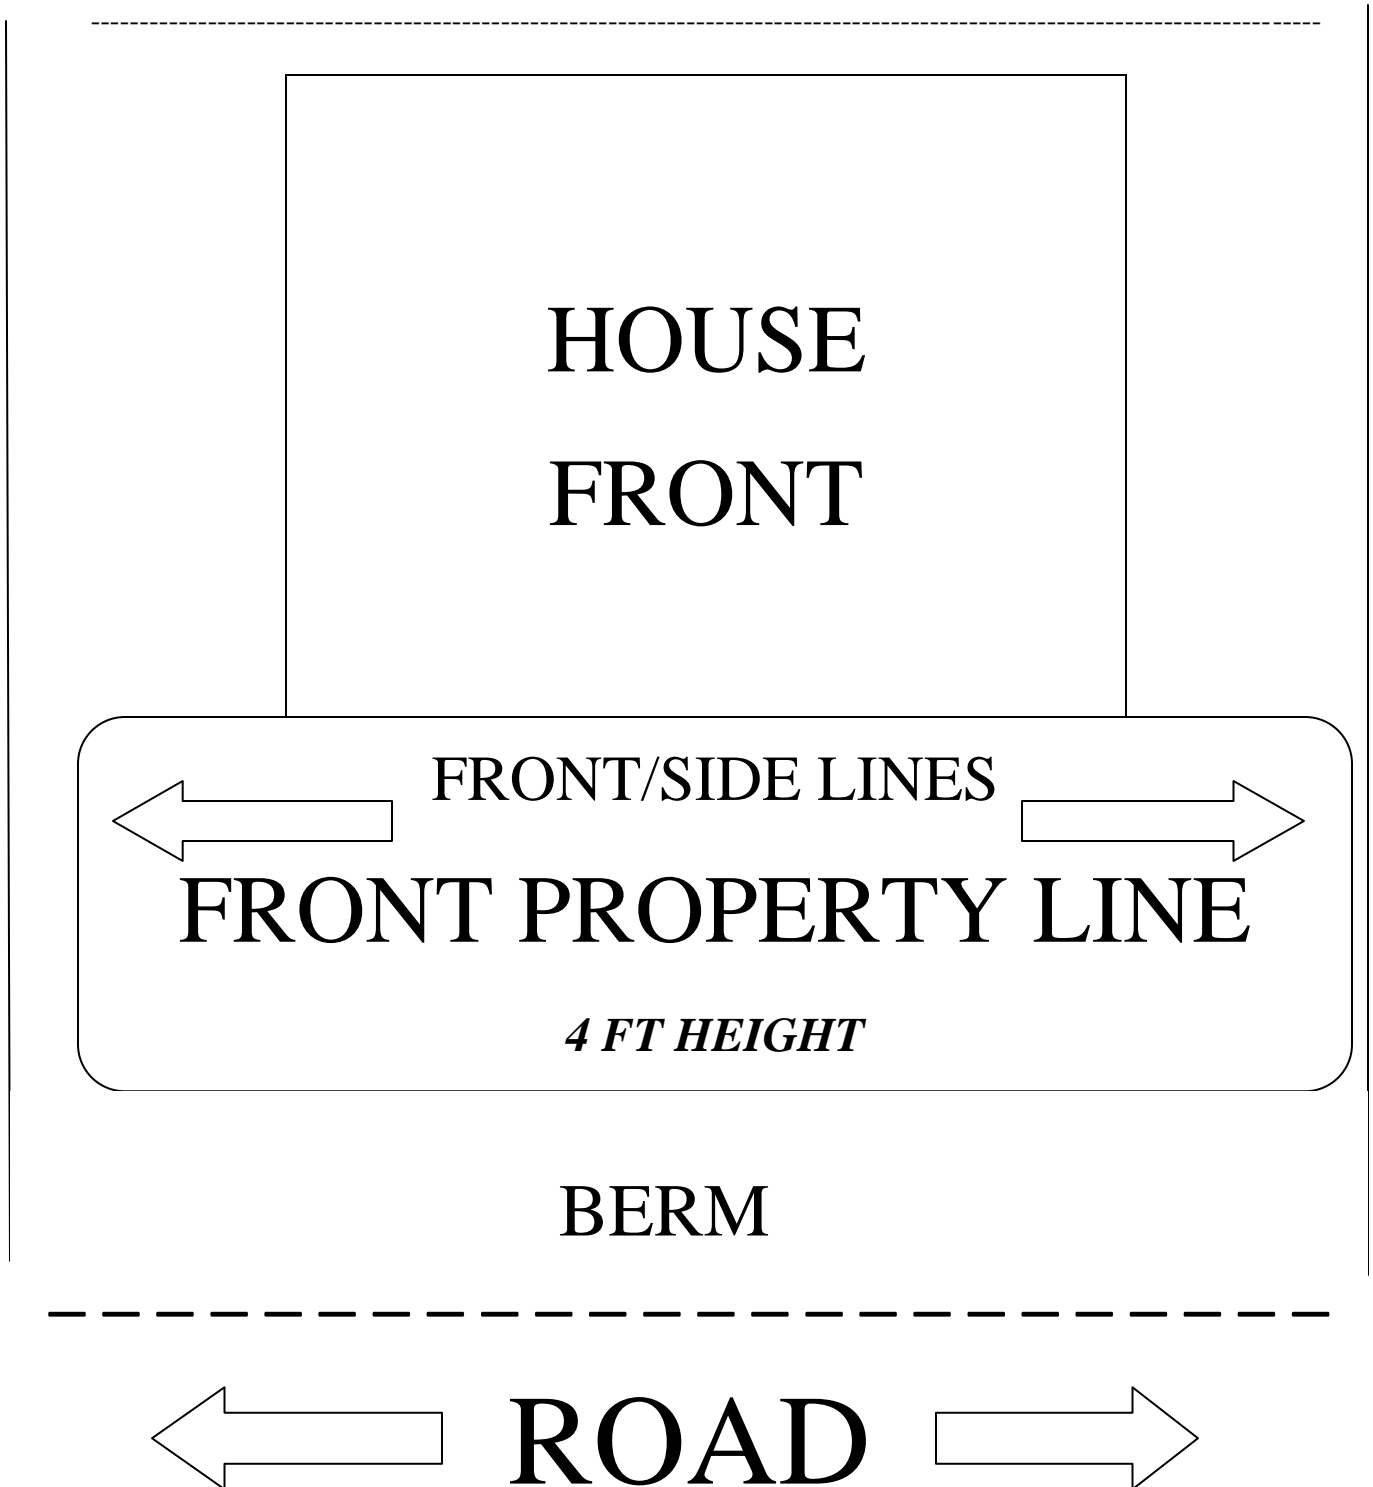 HOUSE
FRONT
FRONT/SIDE LINES
FRONT PROPERTY LINE
4 FT HEIGHT
BERM
ROAD